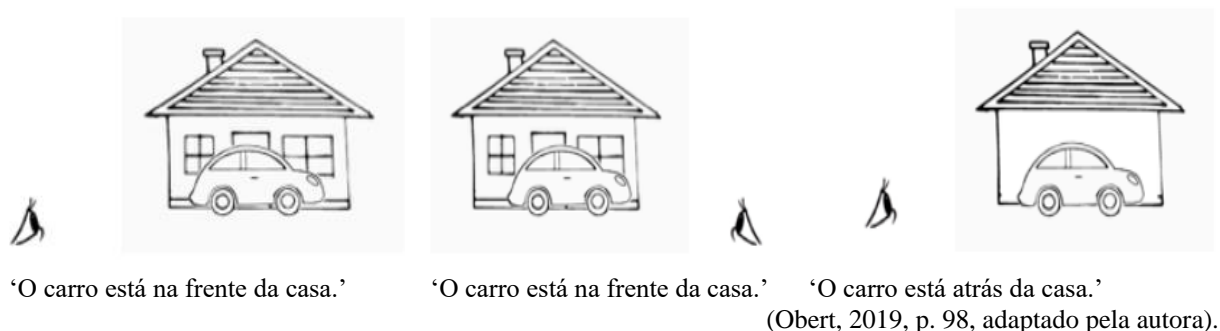 ‘O carro está na frente da casa.’ ‘O carro está na frente da casa.’ ‘O carro está atrás da casa.’
(Obert, 2019, p. 98, adaptado pela autora).